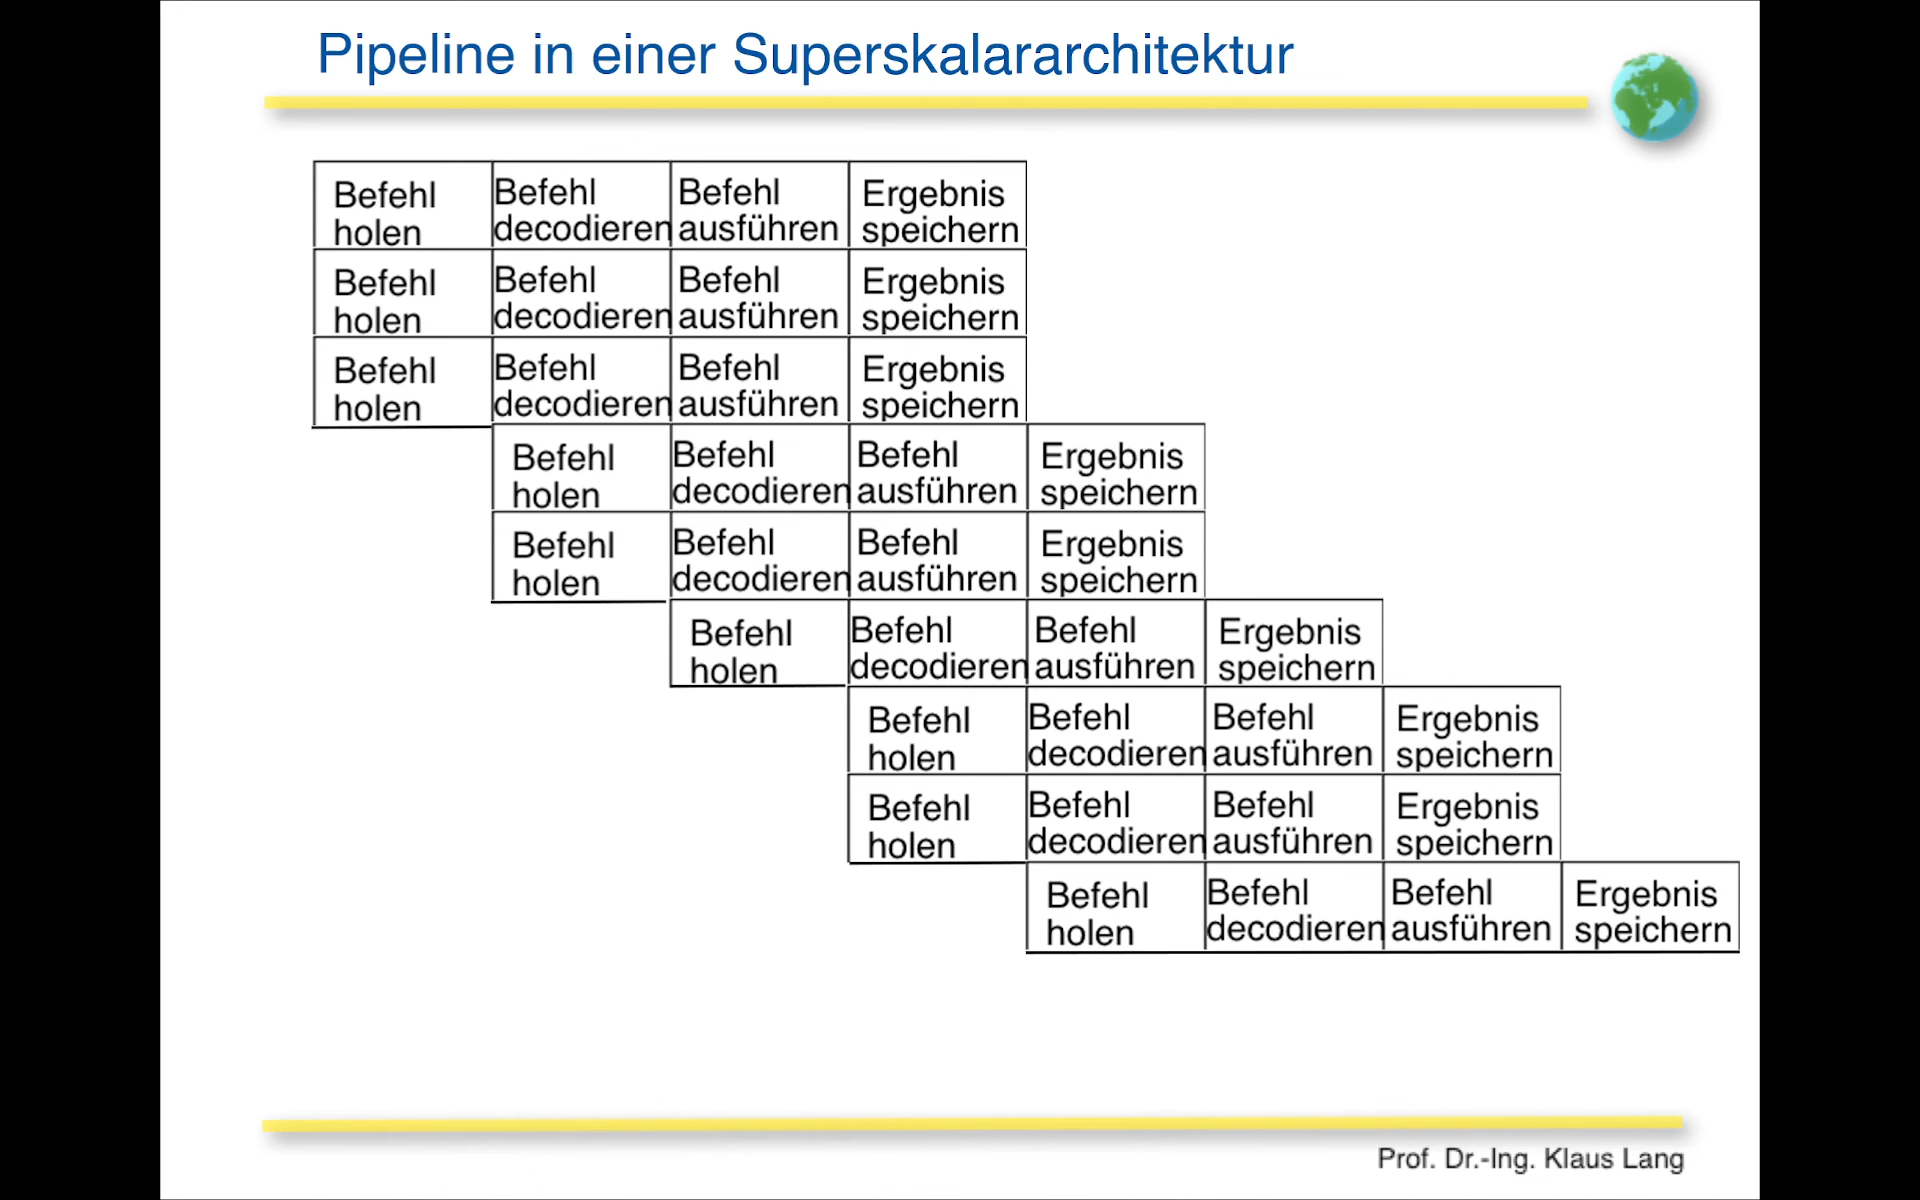 Pipeline in einer Superskalararchitektur
Befehl holen
Befehl decodieren
Befehl ausführen
Ergebnis speichern
Befehl holen
Befehl decodieren
Befehl ausführen
Ergebnis speichern
Befehl holen
Befehl decodieren
Befehl ausführen
Ergebnis speichern
Befehl holen
Befehl decodieren
Befehl ausführen
Ergebnis speichern
Befehl holen
Befehl decodieren
Befehl ausführen
Ergebnis speichern
Befehl holen
Befehl decodieren
Befehl ausführen
Ergebnis speichern
Befehl holen
Befehl decodieren
Befehl ausführen
Ergebnis speichern
Befehl holen
Befehl decodieren
Befehl ausführen
Ergebnis speichern
Befehl holen
Befehl decodieren
Befehl ausführen
Ergebnis speichern
Prof. Dr.-Ing. Klaus Lang